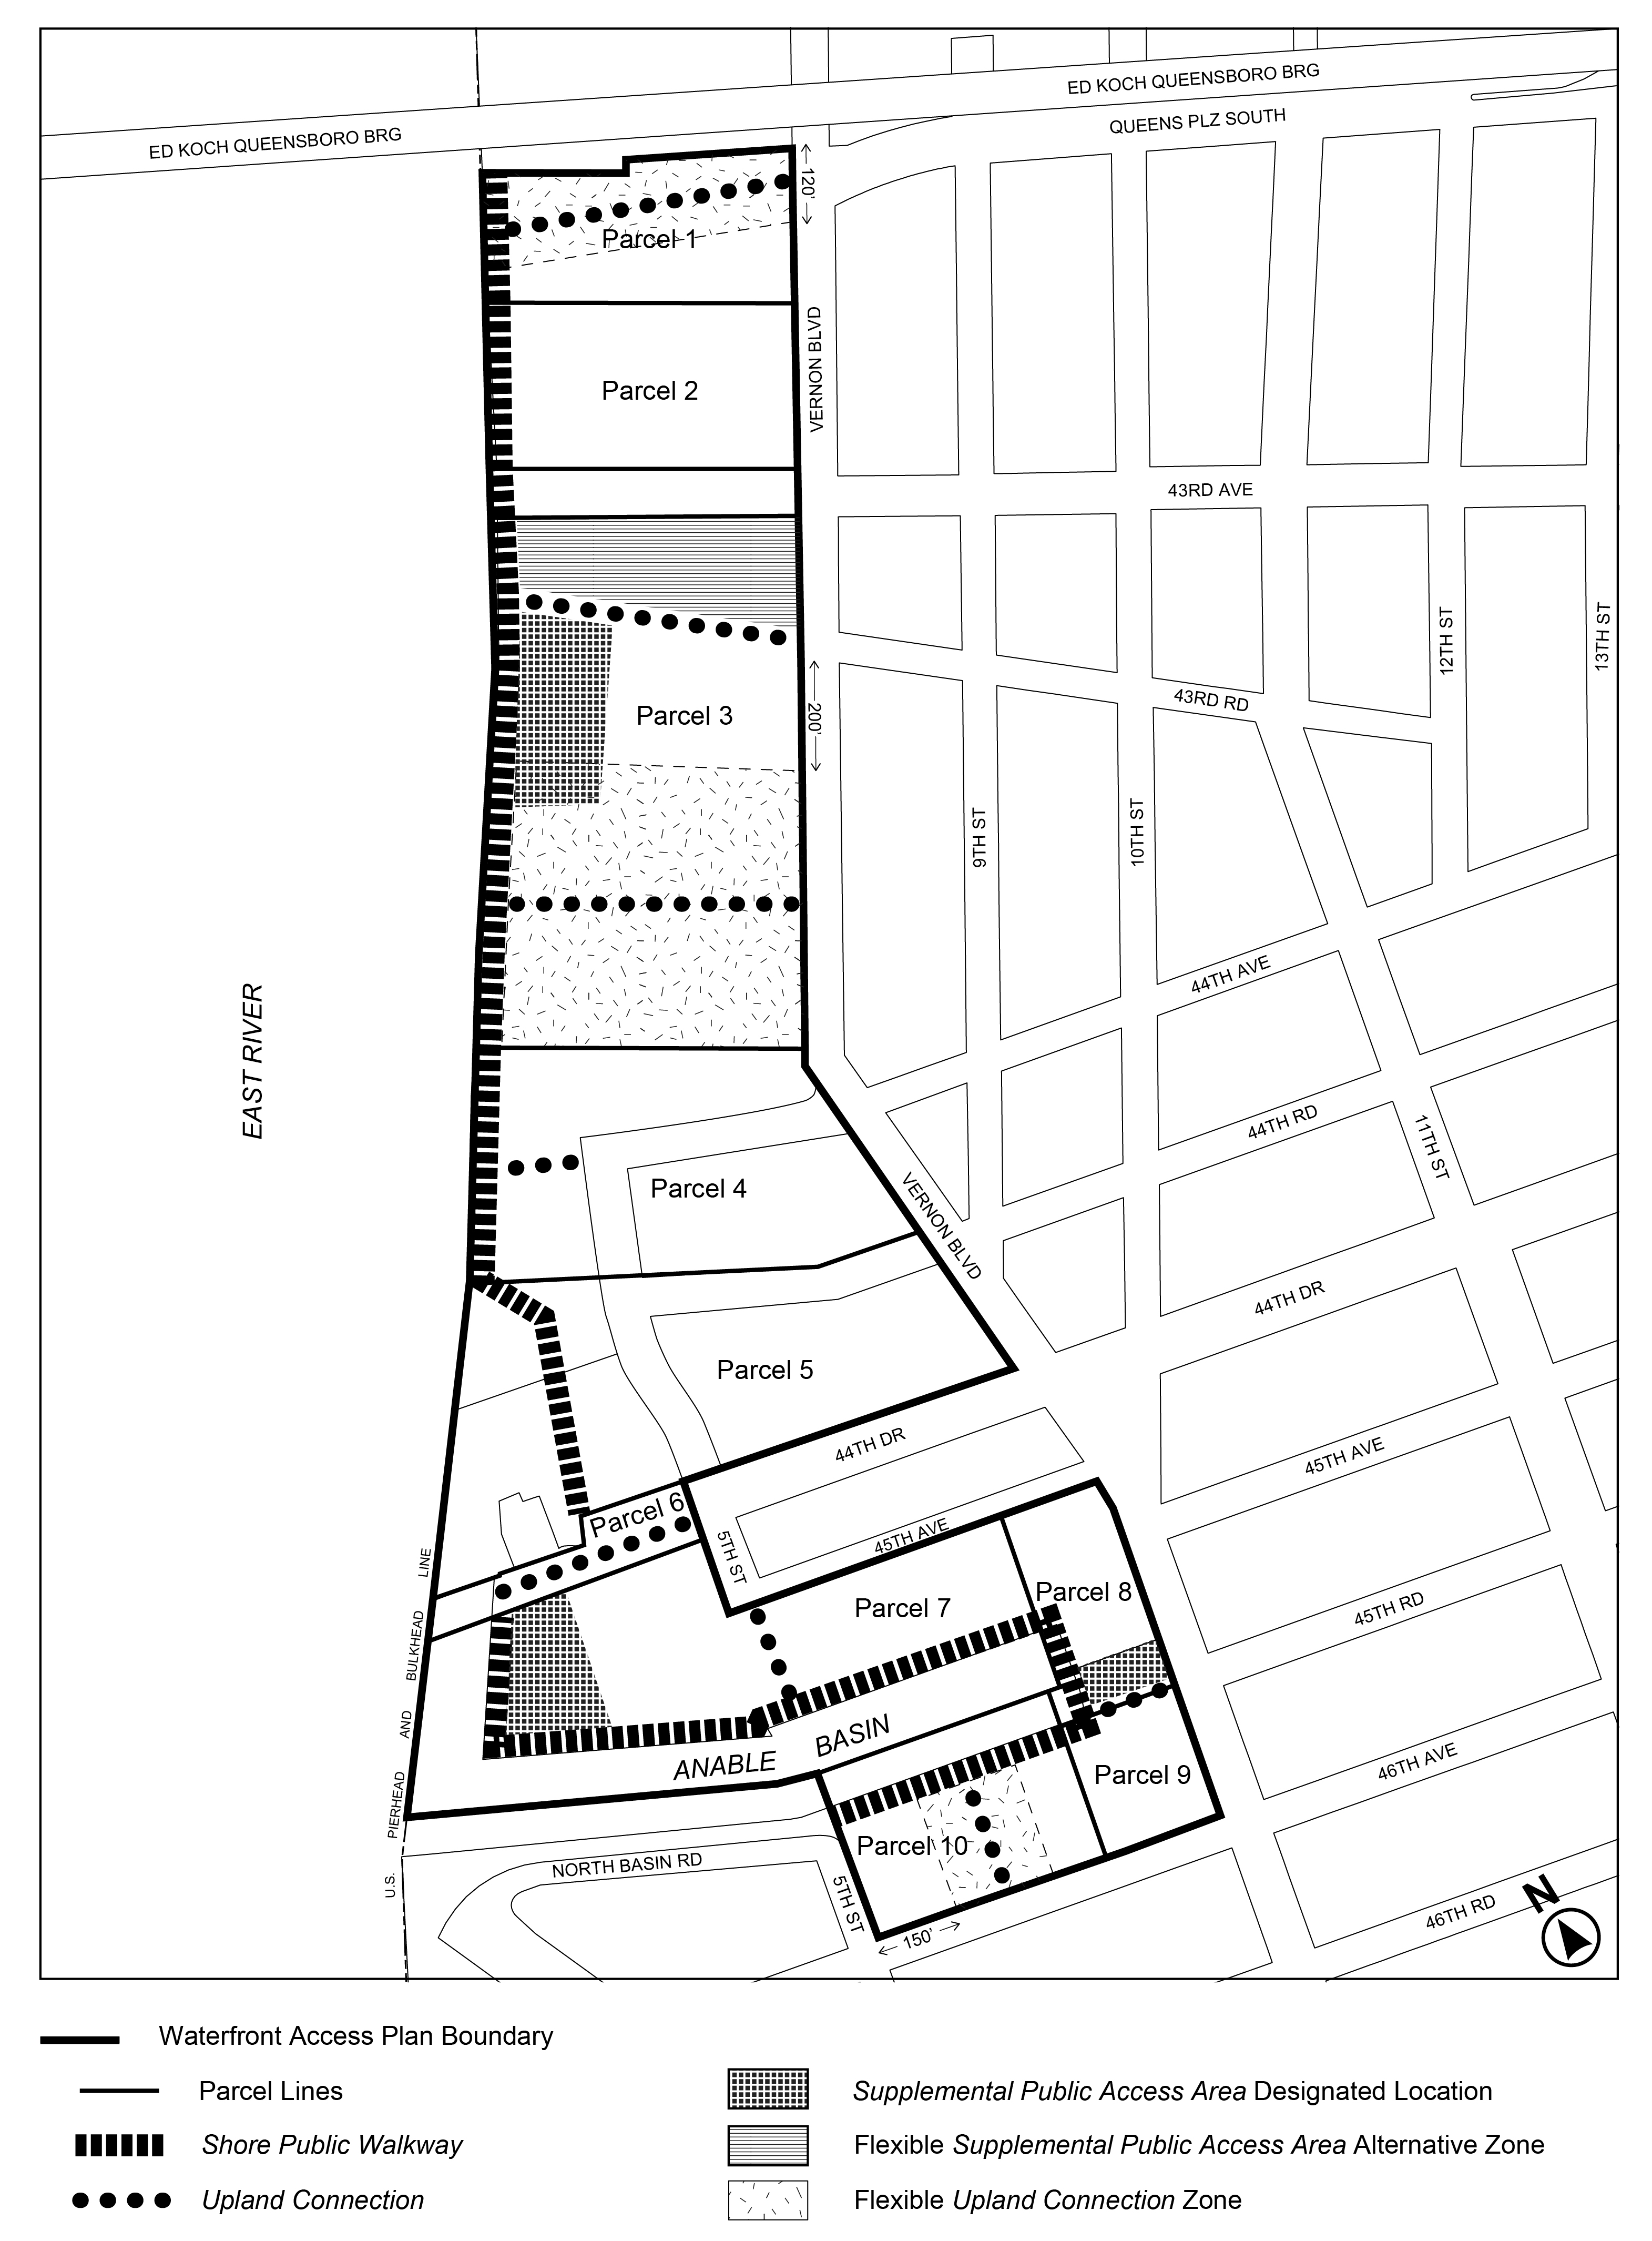 ED KOCH QUEENSBORO BRG
ED KOCH QUEENSBORO BRG
QUEENS PLZ SOUTH
120'
Parcel 1
VERNON BLVD
Parcel 2
43RD AVE
12TH ST
13TH ST
43RD RD
Parcel 3
200'
9TH ST
10TH ST
44TH AVE
EAST RIVER
44TH RD
11TH ST
Parcel 4
VERNON BLVD
44TH DR
Parcel 5
44TH DR
45TH AVE
Parcel 6
45TH AVE
5TH ST
Parcel 7
Parcel 8
45TH RD
U.S. PIERHEAD AND BULKHEAD LINE
ANABLE BASIN
Parcel 9
46TH AVE
Parcel 10
NORTH BASIN RD
5TH ST
150'
46TH RD
N
Waterfront Access Plan Boundary
Parcel Lines
Shore Public Walkway
Upland Connection
Supplemental Public Access Area Designated Location
Flexible Supplemental Public Access Area Alternative Zone
Flexible Upland Connection Zone